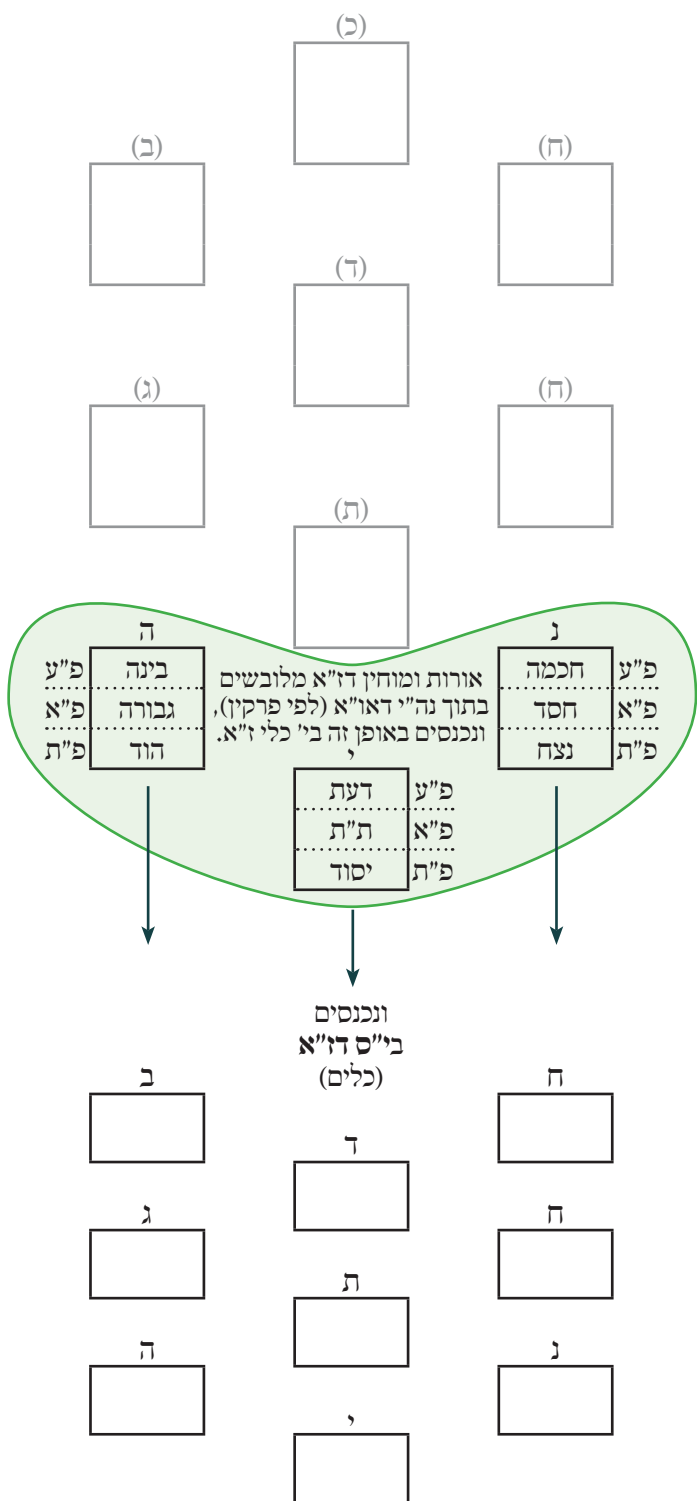 (כ)
(ח) (ב)
(ד)
(ח) (ג)
(ת)
נ ה
פ"ע חכמה
פ"א חסד
פ"ת נצח
אורות ומוחין דז"א מלובשים
בתוך נה"י דאו"א (לפי פרקין),
ונכנסים באופן זה בי' כלי ז"א.
בינה פ"ע
גבורה פ"א
הוד פ"ת
י
פ"ע דעת
פ"א ת"ת
פ"ת יסוד
ונכנסים
בי"ס דז"א
(כלים)
ח ב
ד
ח ג
ת
נ ה
י